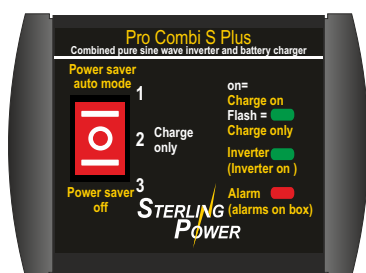 Pro Combi S Plus
Combined pure sine wave inverter and battery charger
Power saver
auto mode
1
2 Charge
only
3
Power saver
off
on=
Charge on
Flash =
Charge only
Inverter
(Inverter on )
Alarm
(alarms on box)
STERLING
POWER